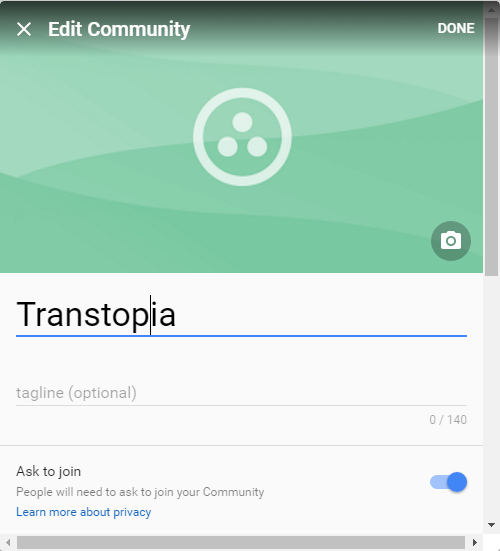 Edit Community
DONE
Transtopia
tagline (optional)
0 / 140
Ask to join
People will need to ask to join your Community
Learn more about privacy